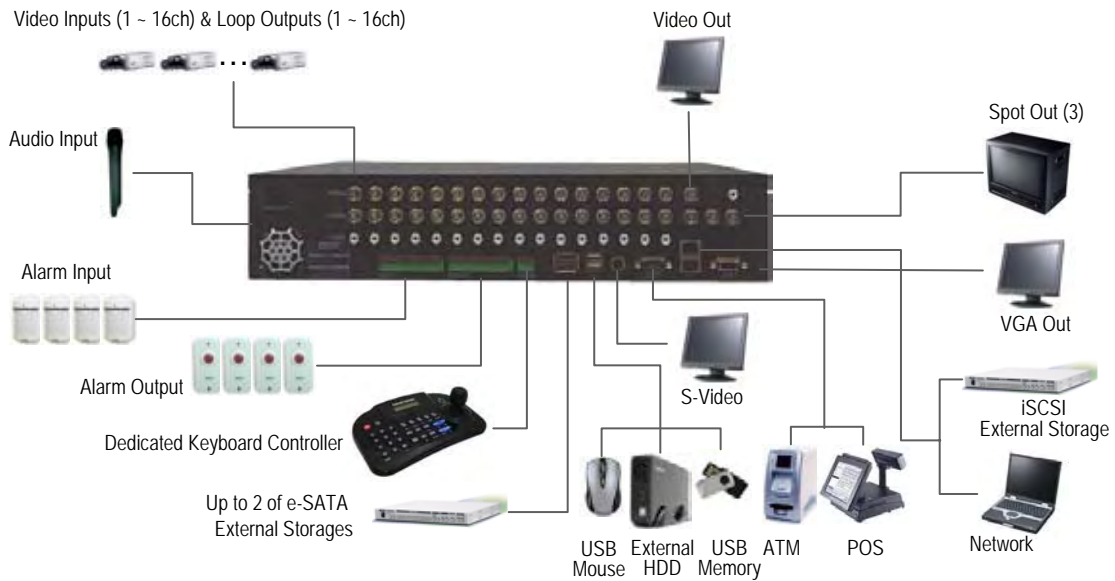 Video Inputs (1 ~ 16ch) & Loop Outputs (1 ~ 16ch)
Video Out
Spot Out (3)
Audio Input
Alarm Input
VGA Out
Alarm Output
S-Video
iSCSI
External Storage
Dedicated Keyboard Controller
Up to 2 of e-SATA
External Storages
USB
Mouse
External
HDD
USB
Memory
ATM
POS
Network